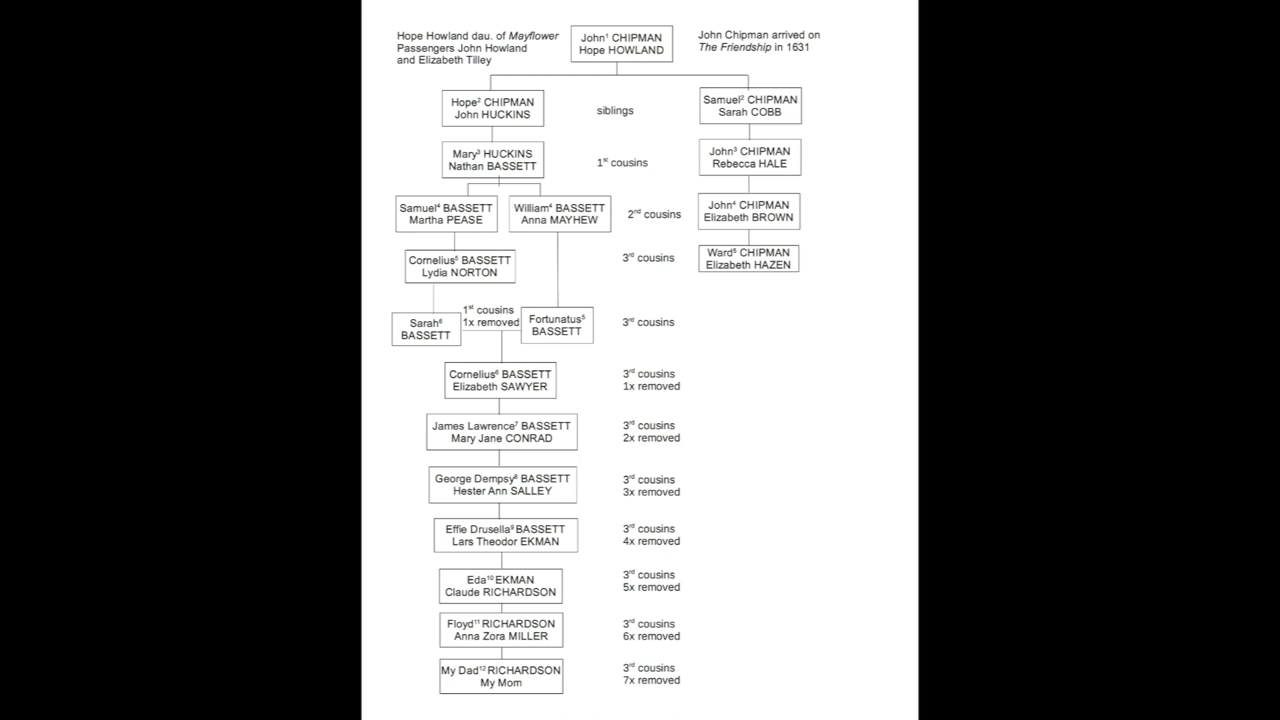 Hope Howland dau. of Mayflower
Passengers John Howland
and Elizabeth Tilley
John¹ CHIPMAN
Hope HOWLAND
John Chipman arrived on
The Friendship in 1631
Hope² CHIPMAN
John HUCKINS
siblings
Samuel² CHIPMAN
Sarah COBB
Mary³ HUCKINS
Nathan BASSETT
1st cousins
John³ CHIPMAN
Rebecca HALE
Samuel⁴ BASSETT
Martha PEASE
William⁴ BASSETT
Anna MAYHEW
2nd cousins
John⁴ CHIPMAN
Elizabeth BROWN
Cornelius⁵ BASSETT
Lydia NORTON
3rd cousins
Ward⁵ CHIPMAN
Elizabeth HAZEN
Sarah⁶
BASSETT
1st cousins
1x removed
Fortunatus⁵
BASSETT
3rd cousins
Cornelius⁶ BASSETT
Elizabeth SAWYER
3rd cousins
1x removed
James Lawrence⁷ BASSETT
Mary Jane CONRAD
3rd cousins
2x removed
George Dempsy⁸ BASSETT
Hester Ann SALLEY
3rd cousins
3x removed
Effie Drusella⁹ BASSETT
Lars Theodor EKMAN
3rd cousins
4x removed
Eda¹⁰ EKMAN
Claude RICHARDSON
3rd cousins
5x removed
Floyd¹¹ RICHARDSON
Anna Zora MILLER
3rd cousins
6x removed
My Dad¹² RICHARDSON
My Mom
3rd cousins
7x removed